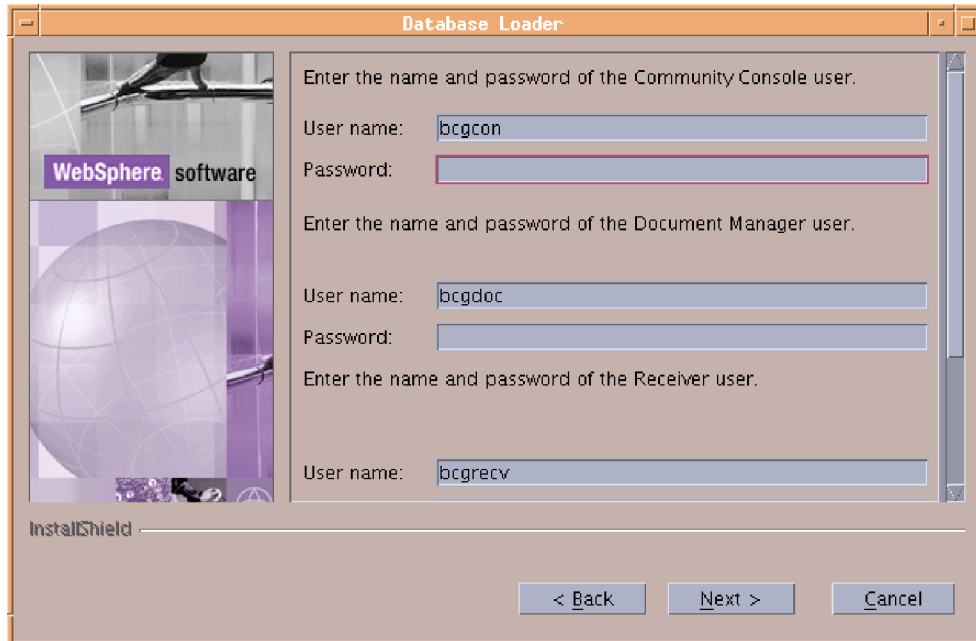 Database Loader
WebSphere. software
Enter the name and password of the Community Console user.
User name: bcgcon
Password:
Enter the name and password of the Document Manager user.
User name: bcgdoc
Password:
Enter the name and password of the Receiver user.
User name: bcgrecv
InstallShield
< Back Next > Cancel